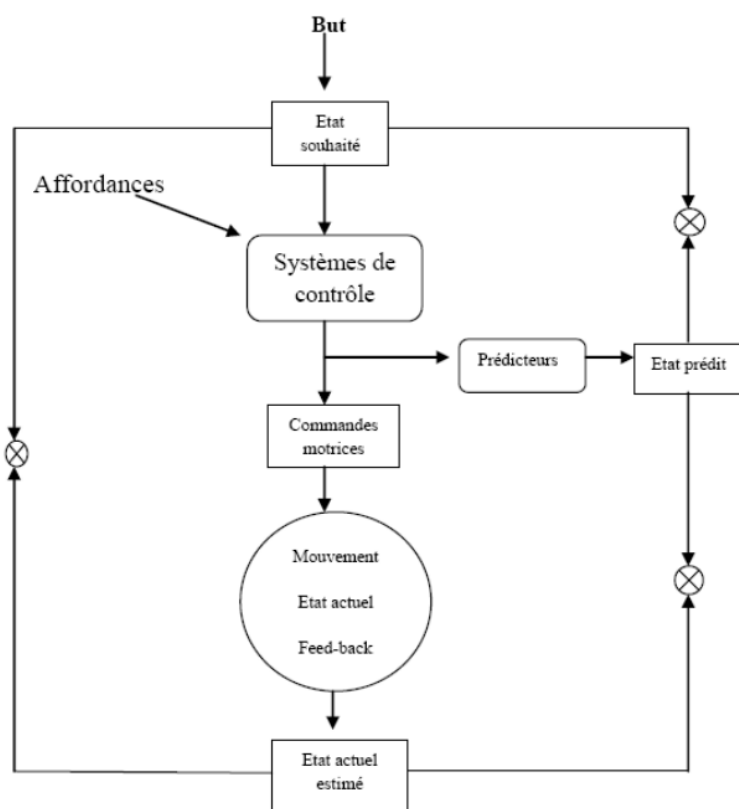 But
Etat
souhaité
Affordances
Systèmes de
contrôle
Prédicteurs
Etat prédit
Commandes
motrices
Mouvement
Etat actuel
Feed-back
Etat actuel
estimé